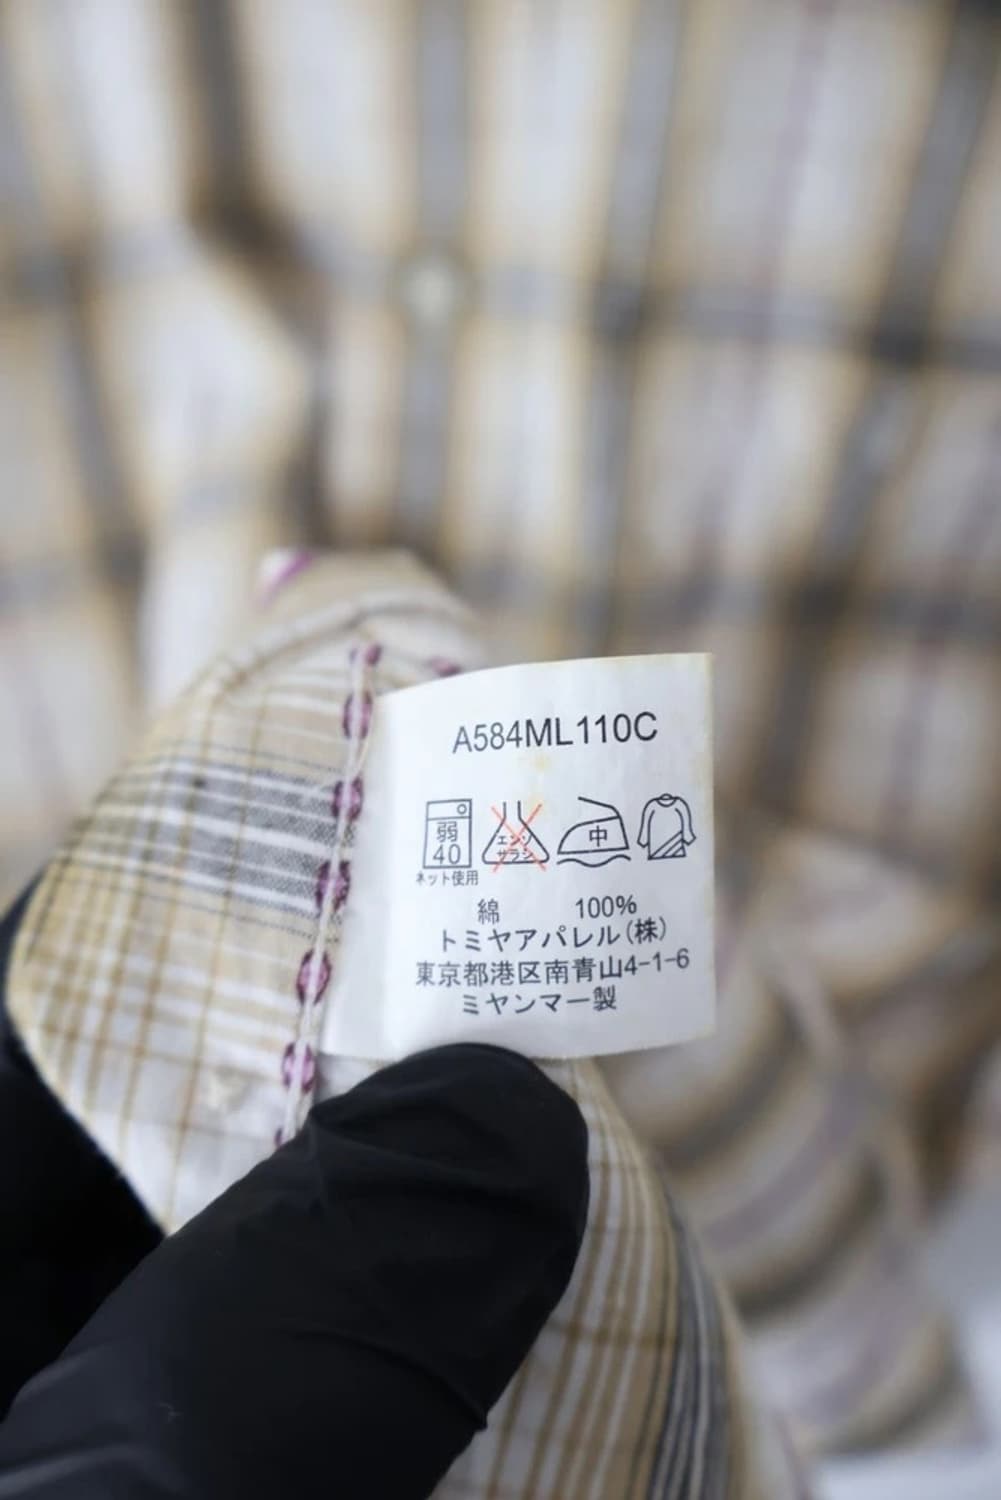 A584ML110C
弱
40
エンソ
サラシ
中
ネット使用
綿 100%
トミヤアパレル(株)
東京都港区南青山4-1-6
ミヤンマー製